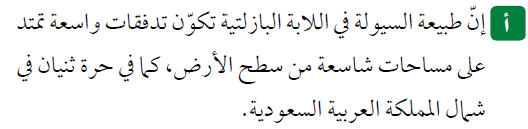 أ إنّ طبيعة السيولة في اللابة البازلتية تكوّن تدفقات واسعة تمتد
على مساحات شاسعة من سطح الأرض، كما في حرة ثنيان في
شمال المملكة العربية السعودية.